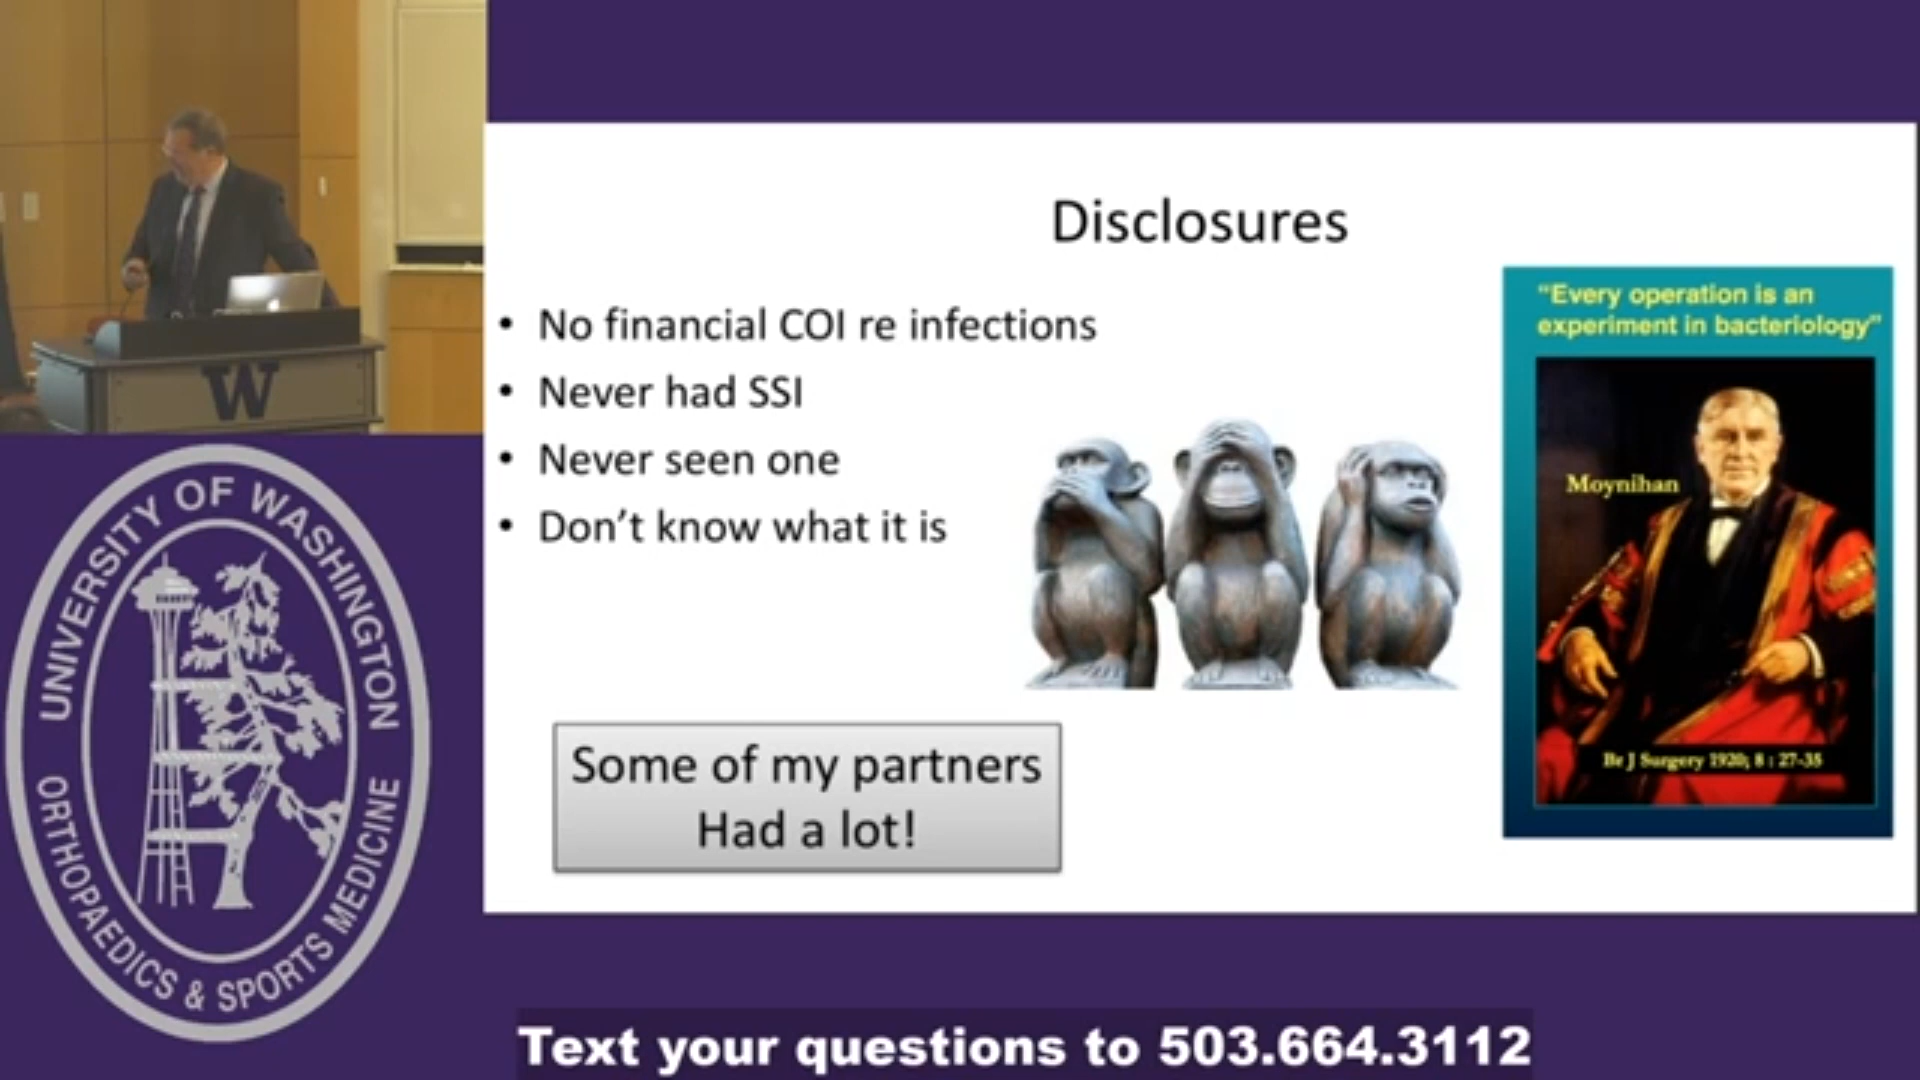 Disclosures
• No financial COI re infections
• Never had SSI
• Never seen one
• Don’t know what it is
Some of my partners
Had a lot!
“Every operation is an
experiment in bacteriology”
Moynihan
Br J Surgery 1920; 8 : 27-35
W
UNIVERSITY OF WASHINGTON
ORTHOPAEDICS & SPORTS MEDICINE
Text your questions to 503.664.3112